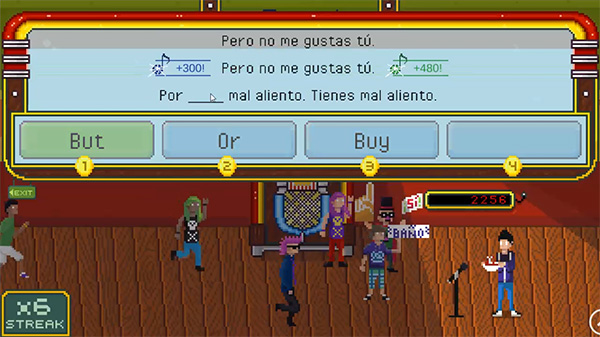 Pero no me gustas tú.
+300! Pero no me gustas tú. +480!
Por ____ mal aliento. Tienes mal aliento.
But Or Buy
1 2 3 4
EXIT
Sí
2256
BAÑO
x6
STREAK